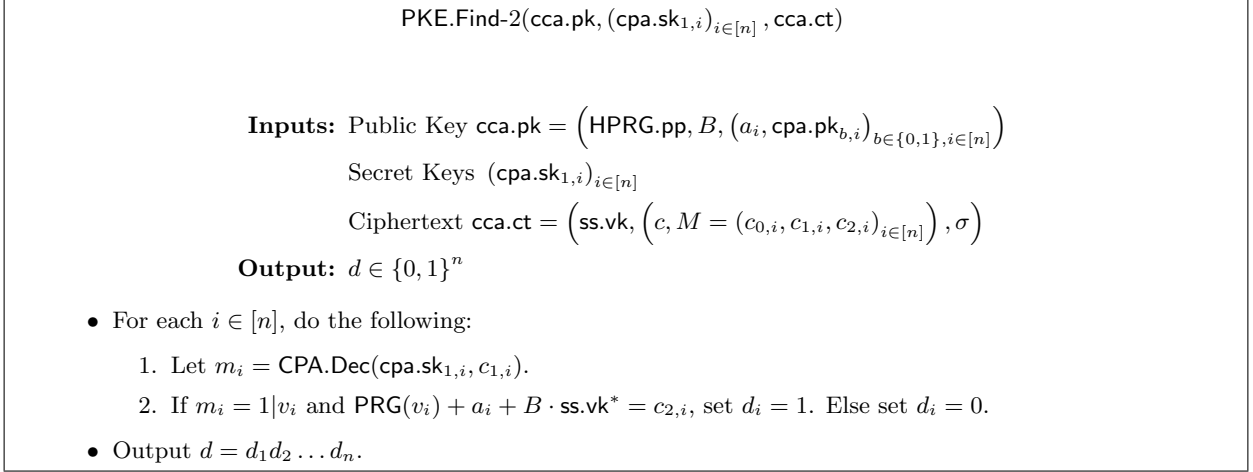 PKE.Find-2(cca.pk, (cpa.sk_{1,i})_{i∈[n]}, cca.ct)
Inputs: Public Key cca.pk = (HPRG.pp, B, (a_i, cpa.pk_{b,i})_{b∈{0,1},i∈[n]})
Secret Keys (cpa.sk_{1,i})_{i∈[n]}
Ciphertext cca.ct = (ss.vk, (c, M = (c_{0,i}, c_{1,i}, c_{2,i})_{i∈[n]}), σ)
Output: d ∈ {0, 1}^n
• For each i ∈ [n], do the following:
1. Let m_i = CPA.Dec(cpa.sk_{1,i}, c_{1,i}).
2. If m_i = 1|v_i and PRG(v_i) + a_i + B · ss.vk* = c_{2,i}, set d_i = 1. Else set d_i = 0.
• Output d = d_1d_2 ... d_n.